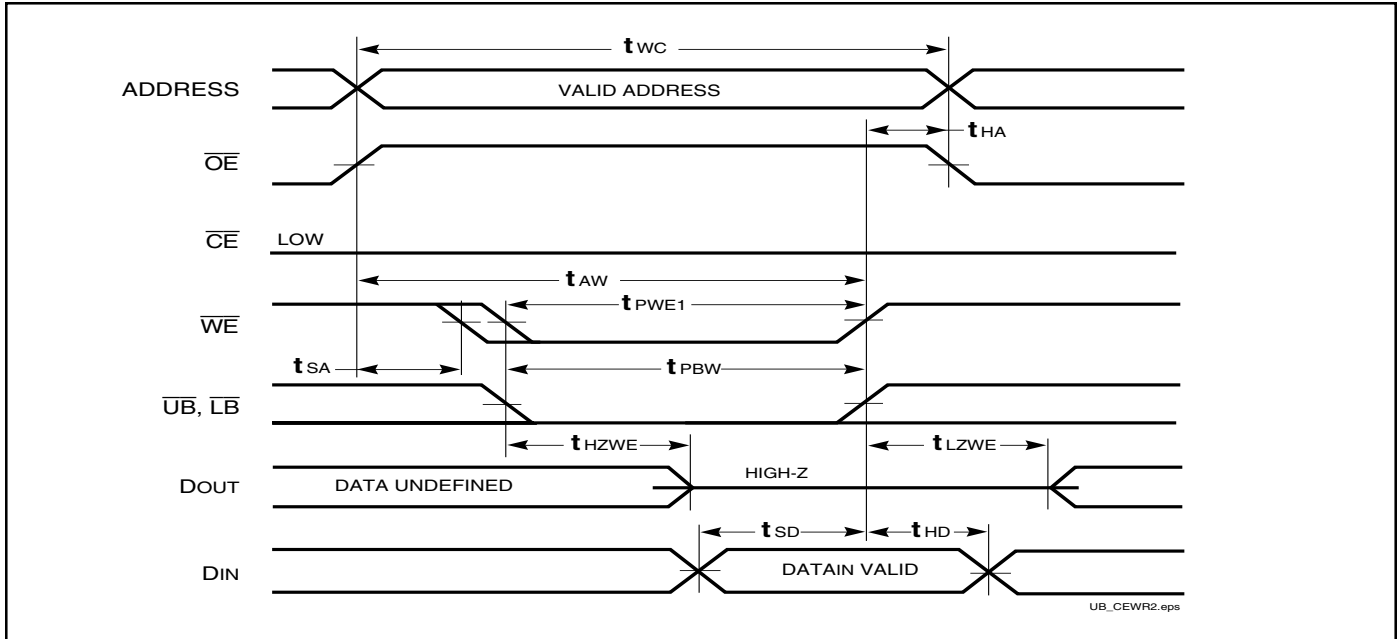 tWC
ADDRESS
VALID ADDRESS
tHA
OE
CE
LOW
tAW
tPWE1
WE
tSA
tPBW
UB, LB
tHZWE
tLZWE
DOUT
DATA UNDEFINED
HIGH-Z
tSD
tHD
DIN
DATAIN VALID
UB_CEWR2.eps